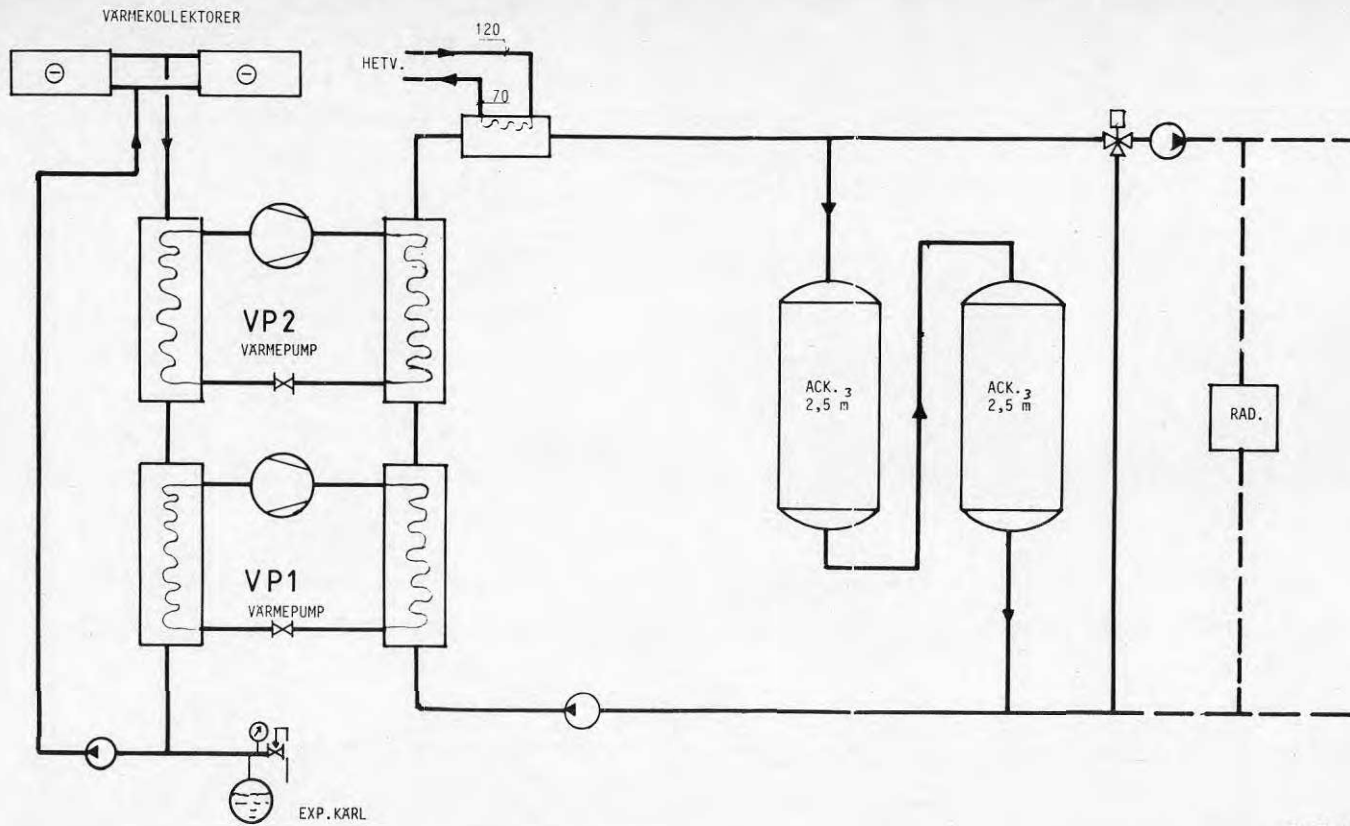 VÄRMEKOLLEKTORER
120
HETV.
70
VP2
VÄRMEPUMP
ACK. 3
2,5 m
ACK. 3
2,5 m
RAD.
VP1
VÄRMEPUMP
EXP.KÄRL